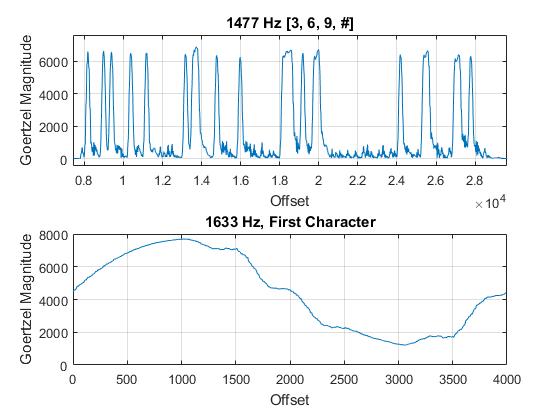 1477 Hz [3, 6, 9, #]
Goertzel Magnitude
6000
4000
2000
0
0.8 1 1.2 1.4 1.6 1.8 2 2.2 2.4 2.6 2.8
Offset
×10^4
1633 Hz, First Character
Goertzel Magnitude
8000
6000
4000
2000
0
0 500 1000 1500 2000 2500 3000 3500 4000
Offset